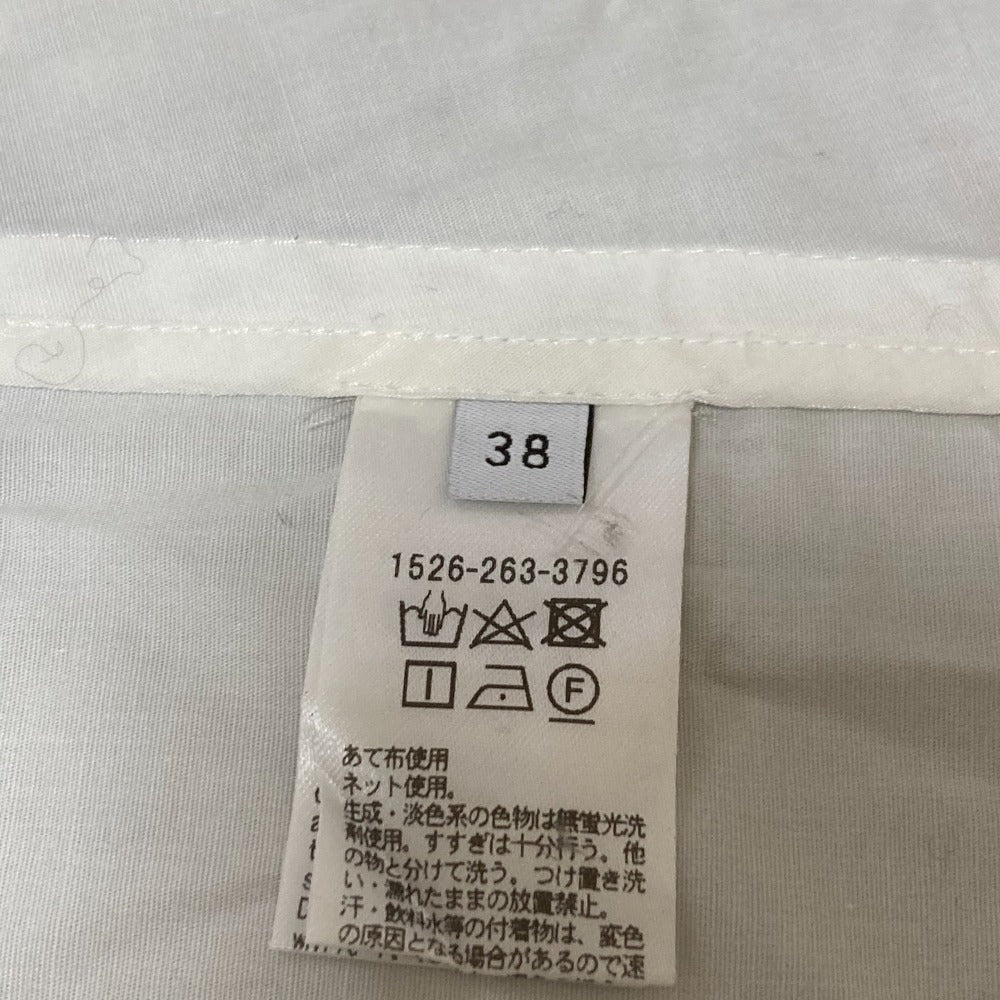 38
1526-263-3796
F
あて布使用
ネット使用。
生成・淡色系の色物は無蛍光洗
剤使用。すすぎは十分行う。他
の物と分けて洗う。つけ置き洗
い・濡れたままの放置禁止。
汗・飲料水等の付着物は、変色
の原因となる場合があるので速